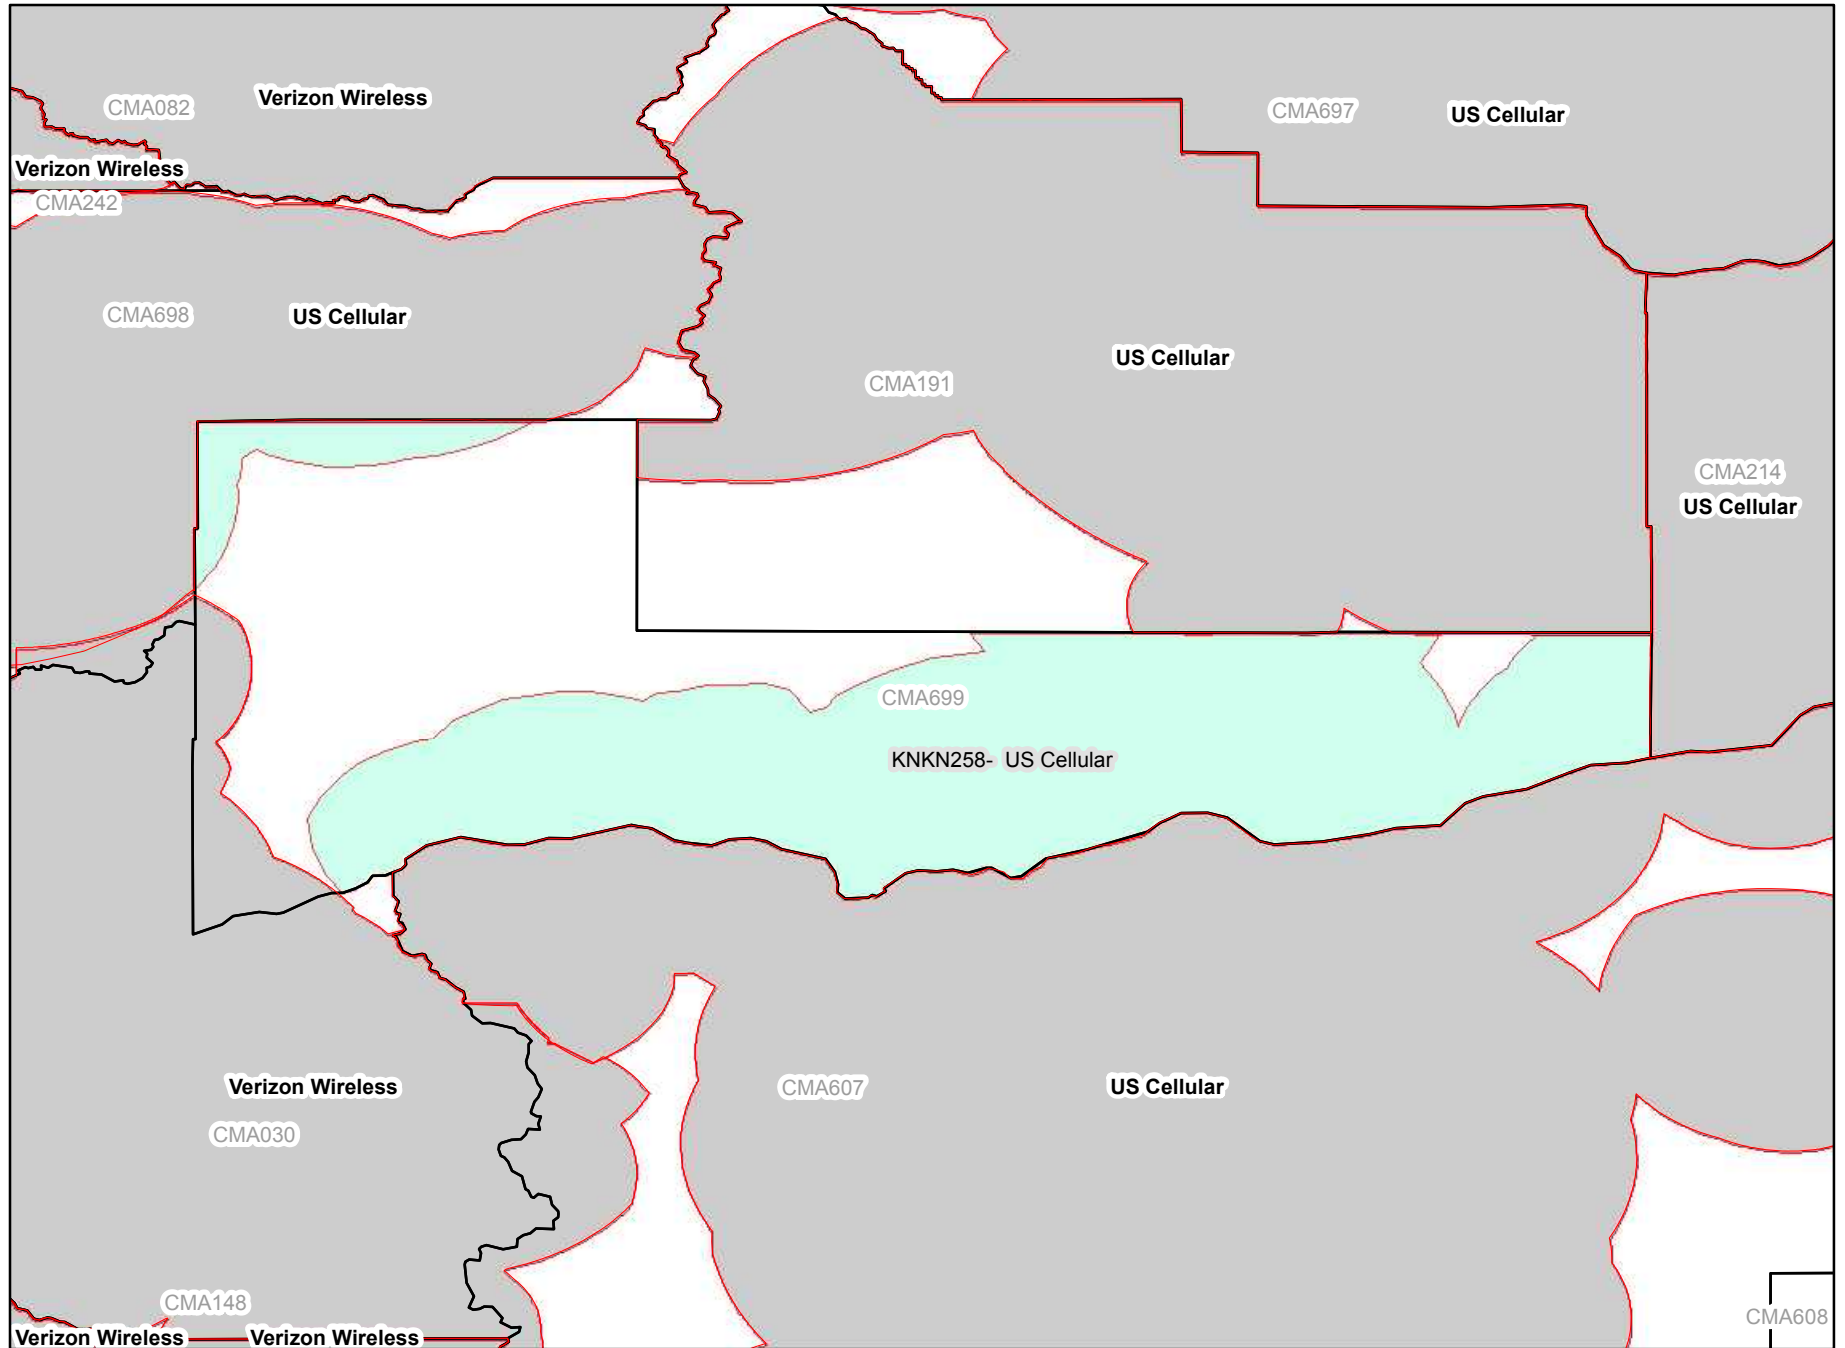 CMA082
Verizon Wireless
CMA697
US Cellular
Verizon Wireless
CMA242
CMA698
US Cellular
US Cellular
CMA191
CMA214
US Cellular
CMA699
KNKN258- US Cellular
Verizon Wireless
CMA607
US Cellular
CMA030
CMA148
CMA608
Verizon Wireless
Verizon Wireless